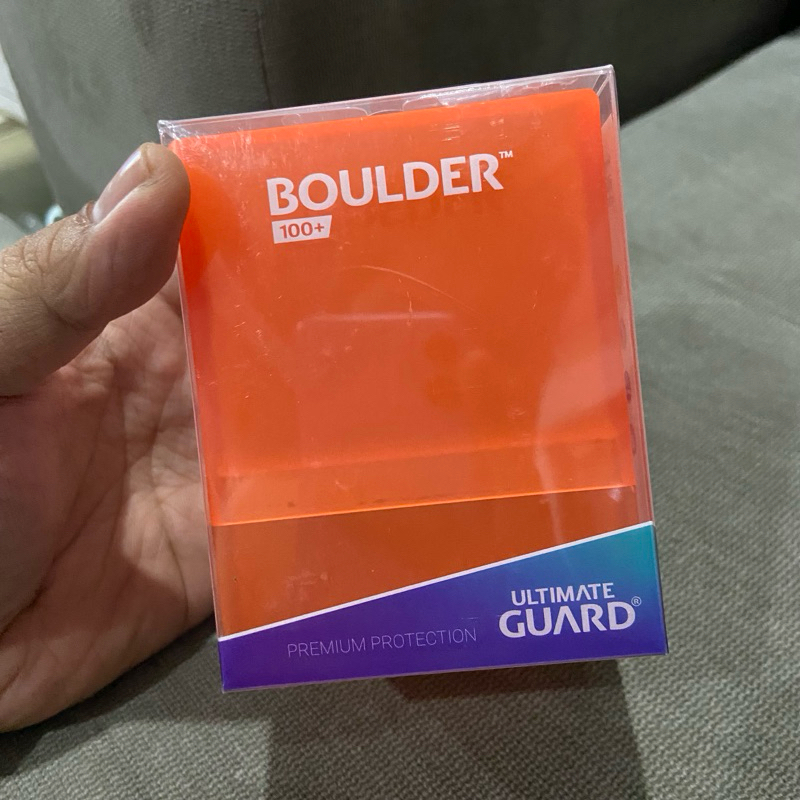 BOULDER™
100+
PREMIUM PROTECTION
ULTIMATE
GUARD®